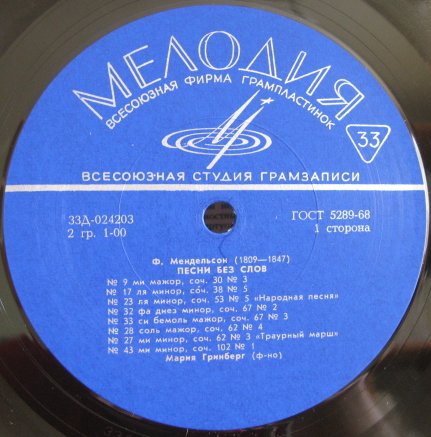 МЕЛОДИЯ
ВСЕСОЮЗНАЯ ФИРМА ГРАМПЛАСТИНОК
33
ВСЕСОЮЗНАЯ СТУДИЯ ГРАМЗАПИСИ
33Д-024203
ГОСТ 5289-68
2 гр. 1-00
1 сторона
Ф. Мендельсон (1809—1847)
ПЕСНИ БЕЗ СЛОВ
№ 9 ми мажор, соч. 30 № 3
№ 17 ля минор, соч. 38 № 5
№ 23 ля минор, соч. 53 № 5 «Народная песня»
№ 32 фа диез минор, соч. 67 № 2
№ 33 си бемоль мажор, соч. 67 № 3
№ 28 соль мажор, соч. 62 № 4
№ 27 ми минор, соч. 62 № 3 «Траурный марш»
№ 43 ми минор, соч. 102 № 1
Мария Гринберг (ф-но)